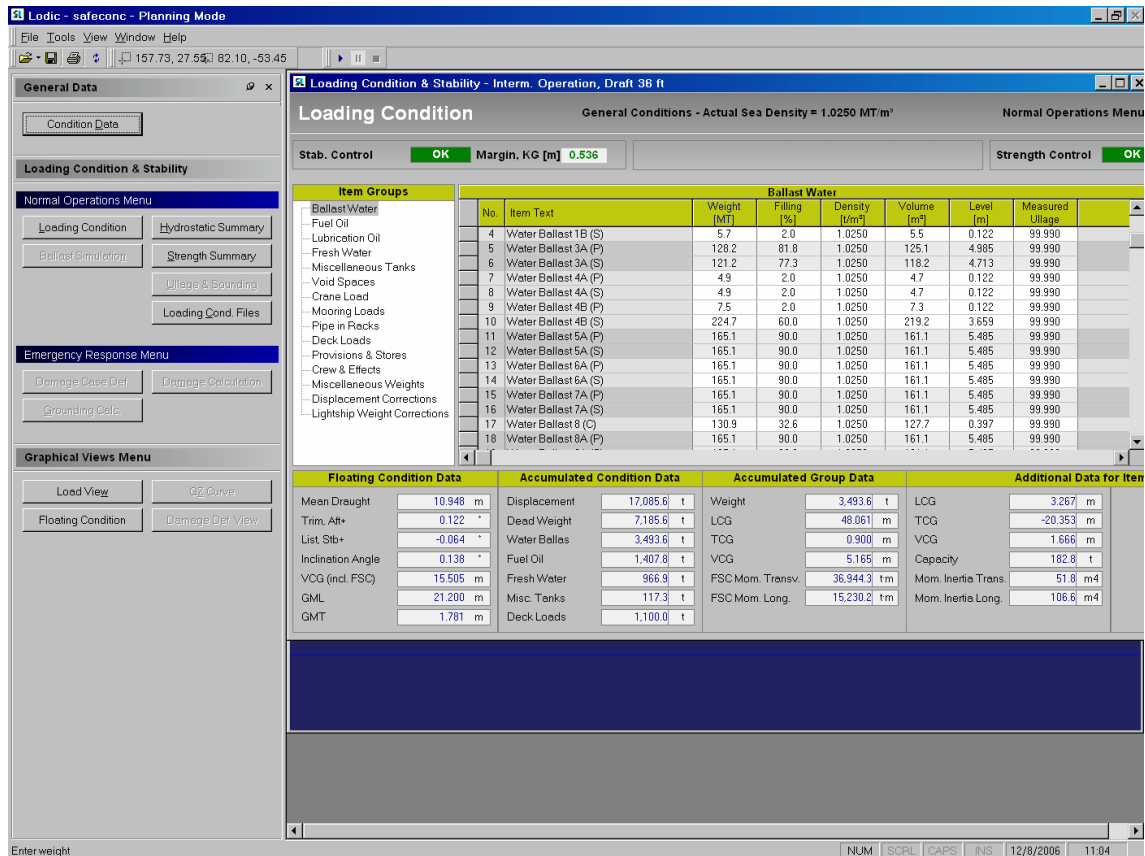 Lodic - safeconc - Planning Mode
File Tools View Window Help
157.73, 27.55 82.10, -53.45
General Data
Condition Data
Loading Condition & Stability
Normal Operations Menu
Loading Condition Hydrostatic Summary
Ballast Simulation Strength Summary
Ullage & Sounding
Loading Cond. Files
Emergency Response Menu
Damage Case Def. Damage Calculation
Grounding Calc.
Graphical Views Menu
Load View GZ Curve
Floating Condition Damage Def. View
Loading Condition & Stability - Interm. Operation, Draft 36 ft
Loading Condition General Conditions - Actual Sea Density = 1.0250 MT/m³ Normal Operations Menu
Stab. Control OK Margin, KG [m] 0.536 Strength Control OK
Item Groups
Ballast Water
Fuel Oil
Lubrication Oil
Fresh Water
Miscellaneous Tanks
Void Spaces
Crane Load
Mooring Loads
Pipe in Racks
Deck Loads
Provisions & Stores
Crew & Effects
Miscellaneous Weights
Displacement Corrections
Lightship Weight Corrections
Ballast Water
No. Item Text Weight [MT] Filling [%] Density [t/m³] Volume [m³] Level [m] Measured Ullage
4 Water Ballast 1B (S) 5.7 2.0 1.0250 5.5 0.122 99.990
5 Water Ballast 3A (P) 128.2 81.8 1.0250 125.1 4.985 99.990
6 Water Ballast 3A (S) 121.2 77.3 1.0250 118.2 4.713 99.990
7 Water Ballast 4A (P) 4.9 2.0 1.0250 4.7 0.122 99.990
8 Water Ballast 4A (S) 4.9 2.0 1.0250 4.7 0.122 99.990
9 Water Ballast 4B (P) 7.5 2.0 1.0250 7.3 0.122 99.990
10 Water Ballast 4B (S) 224.7 60.0 1.0250 219.2 3.659 99.990
11 Water Ballast 5A (P) 165.1 90.0 1.0250 161.1 5.485 99.990
12 Water Ballast 5A (S) 165.1 90.0 1.0250 161.1 5.485 99.990
13 Water Ballast 6A (P) 165.1 90.0 1.0250 161.1 5.485 99.990
14 Water Ballast 6A (S) 165.1 90.0 1.0250 161.1 5.485 99.990
15 Water Ballast 7A (P) 165.1 90.0 1.0250 161.1 5.485 99.990
16 Water Ballast 7A (S) 165.1 90.0 1.0250 161.1 5.485 99.990
17 Water Ballast 8 (C) 130.9 32.6 1.0250 127.7 0.397 99.990
18 Water Ballast 8A (P) 165.1 90.0 1.0250 161.1 5.485 99.990
Floating Condition Data
Mean Draught 10.948 m
Trim, Aft+ 0.122 °
List, Stb+ -0.064 °
Inclination Angle 0.138 °
VCG (incl. FSC) 15.505 m
GML 21.200 m
GMT 1.781 m
Accumulated Condition Data
Displacement 17,085.6 t
Dead Weight 7,185.6 t
Water Ballas 3,493.6 t
Fuel Oil 1,407.8 t
Fresh Water 966.9 t
Misc. Tanks 117.3 t
Deck Loads 1,100.0 t
Accumulated Group Data
Weight 3,493.6 t
LCG 48.061 m
TCG 0.900 m
VCG 5.165 m
FSC Mom. Transv. 36,944.3 t·m
FSC Mom. Long. 15,230.2 t·m
Additional Data for Item
LCG 3.267 m
TCG -20.353 m
VCG 1.666 m
Capacity 182.8 t
Mom. Inertia Trans. 51.8 m4
Mom. Inertia Long. 106.6 m4
Enter weight NUM SCRL CAPS INS 12/8/2006 11:04